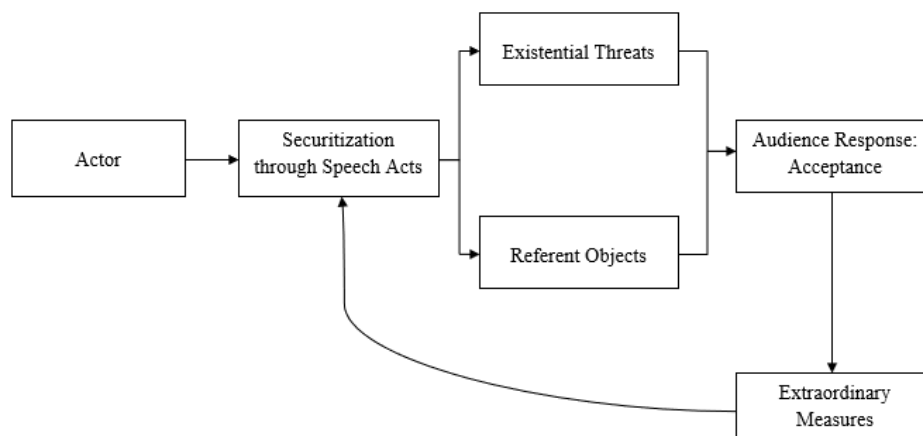 Existential Threats
Actor
Securitization
through Speech Acts
Audience Response:
Acceptance
Referent Objects
Extraordinary
Measures